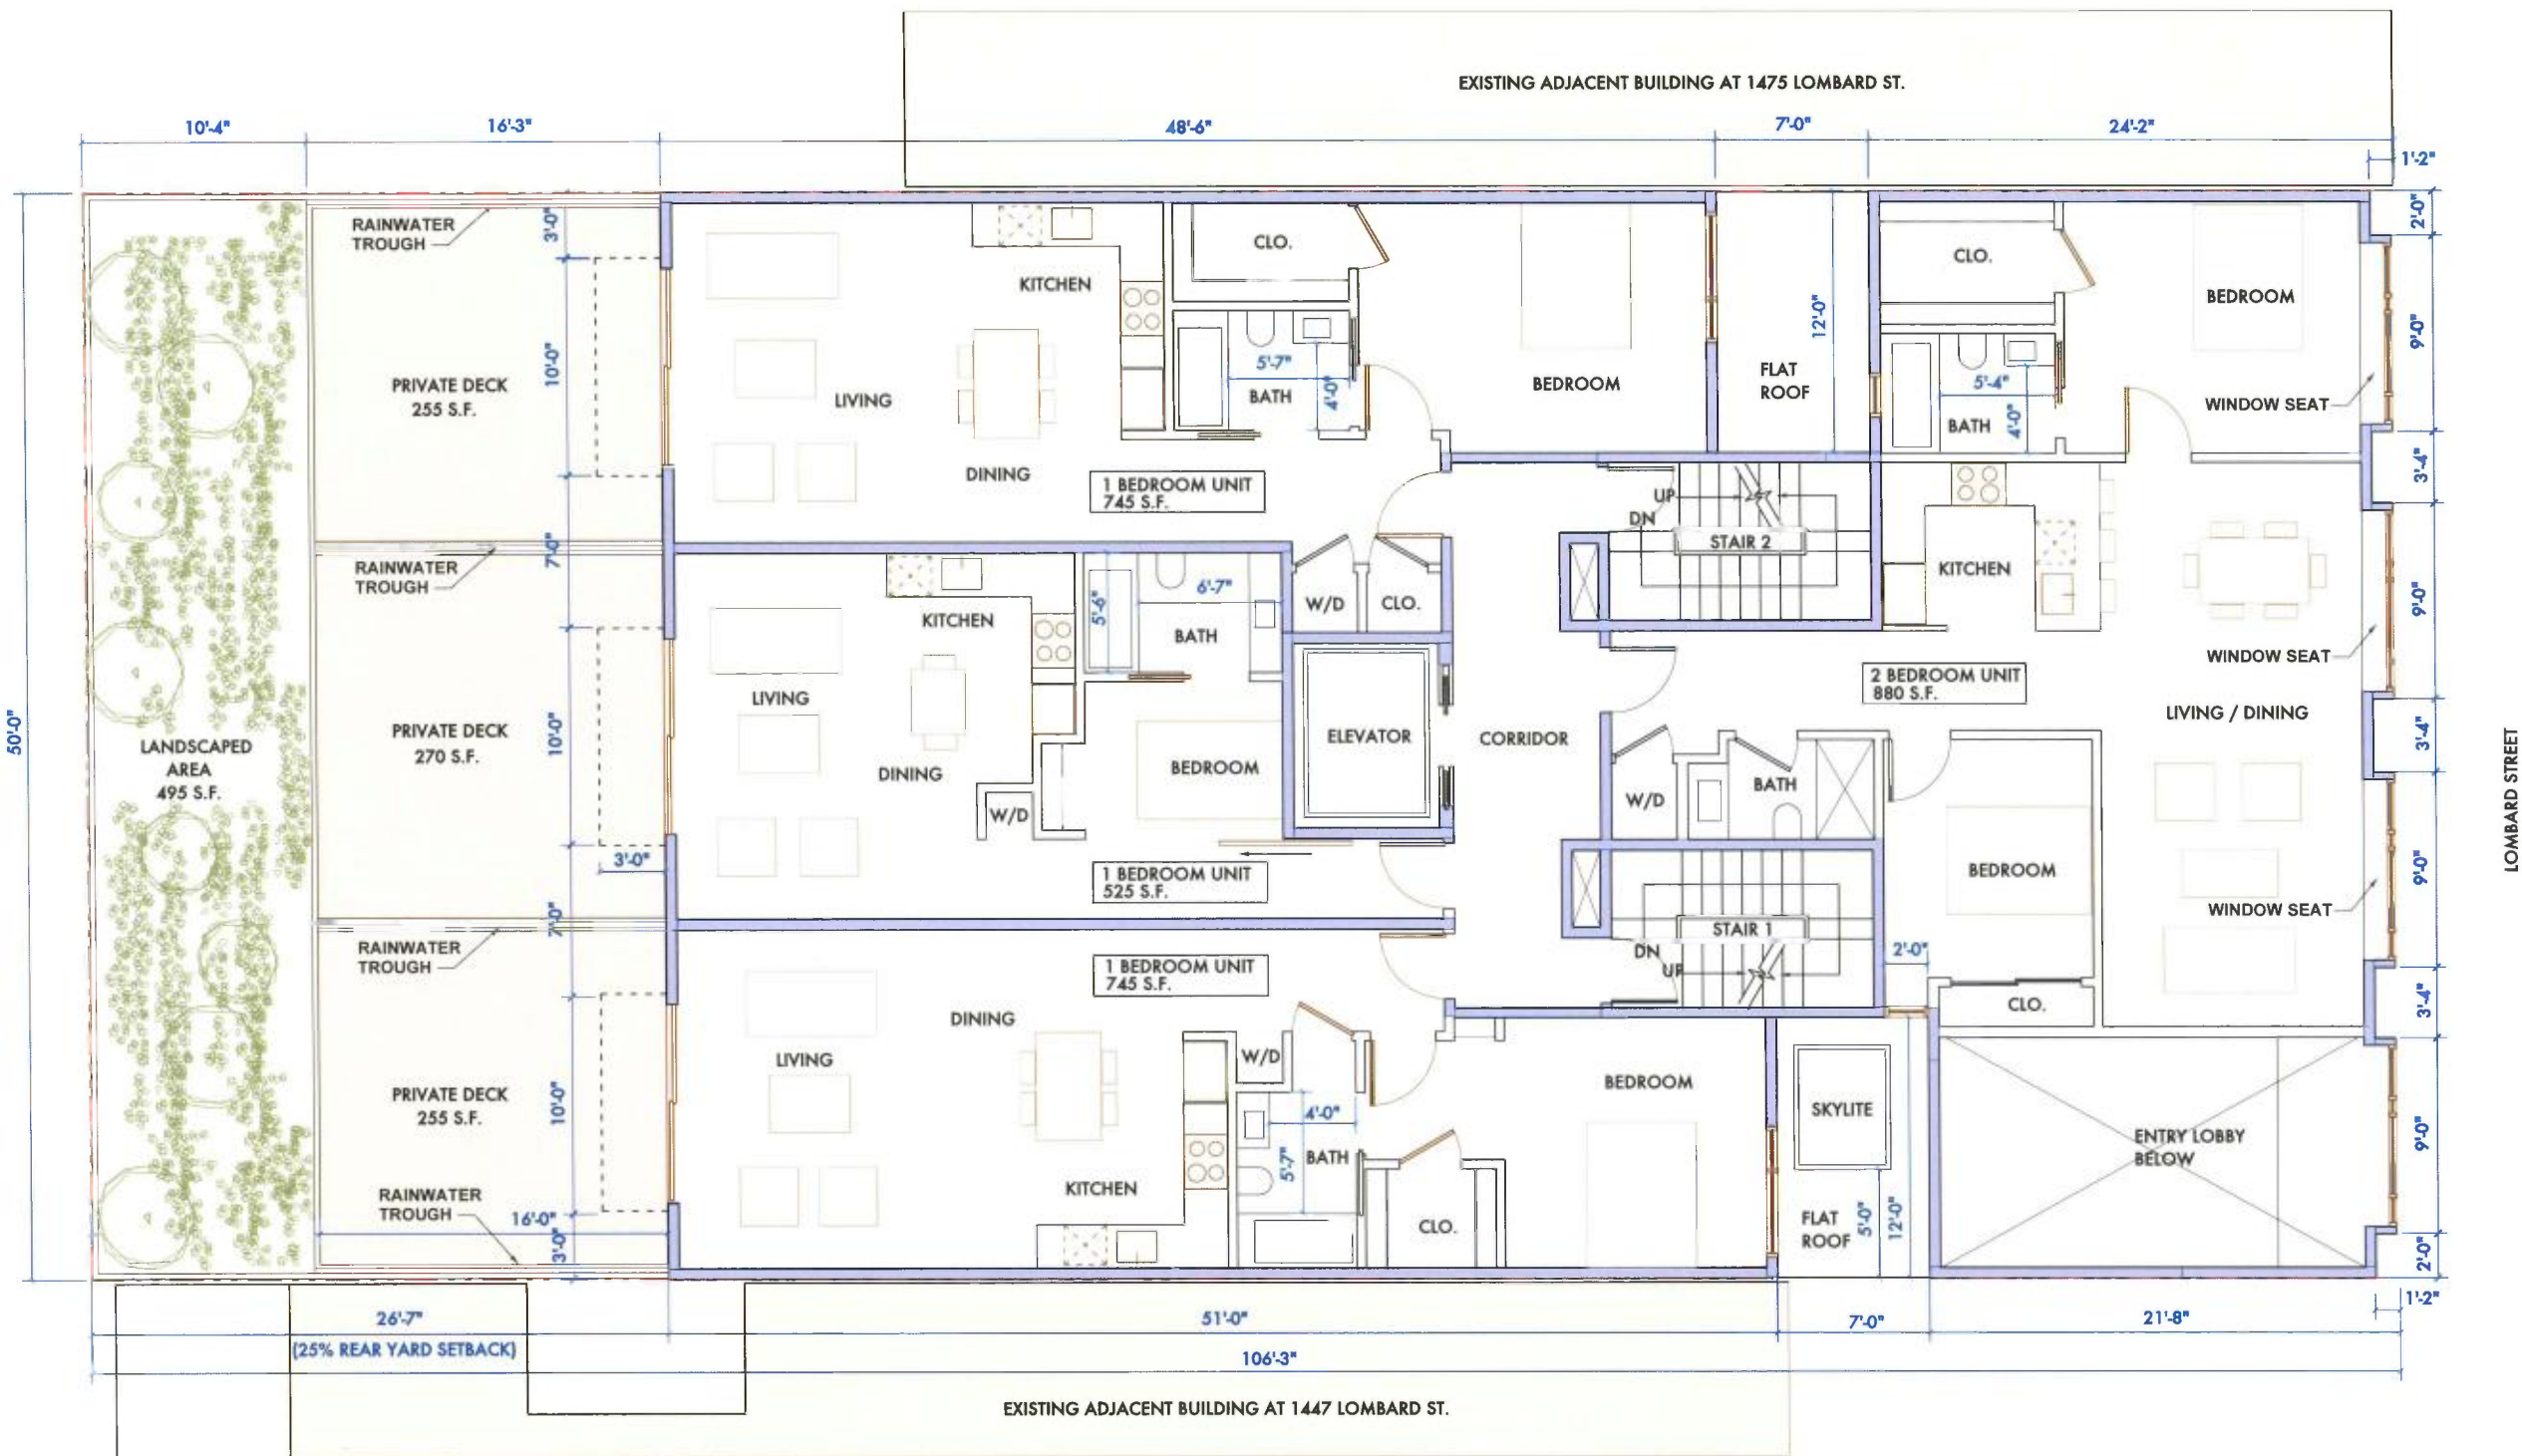 EXISTING ADJACENT BUILDING AT 1475 LOMBARD ST.
10'-4"
16'-3"
48'-6"
7'-0"
24'-2"
1'-2"
RAINWATER
TROUGH
3'-0"
PRIVATE DECK
255 S.F.
10'-0"
LIVING
KITCHEN
DINING
CLO.
5'-7"
BATH
4'-0"
BEDROOM
1 BEDROOM UNIT
745 S.F.
FLAT
ROOF
12'-0"
CLO.
5'-4"
BATH
4'-0"
BEDROOM
WINDOW SEAT
2'-0"
9'-0"
3'-4"
9'-0"
3'-4"
9'-0"
3'-4"
9'-0"
2'-0"
50'-0"
LANDSCAPED
AREA
495 S.F.
7'-0"
RAINWATER
TROUGH
PRIVATE DECK
270 S.F.
10'-0"
3'-0"
7'-0"
LIVING
KITCHEN
DINING
W/D
5'-6"
6'-7"
BATH
BEDROOM
1 BEDROOM UNIT
525 S.F.
W/D
CLO.
ELEVATOR
CORRIDOR
UP
DN
STAIR 2
KITCHEN
2 BEDROOM UNIT
880 S.F.
WINDOW SEAT
LIVING / DINING
LOMBARD STREET
W/D
BATH
BEDROOM
WINDOW SEAT
STAIR 1
DN
UP
2'-0"
CLO.
RAINWATER
TROUGH
PRIVATE DECK
255 S.F.
10'-0"
RAINWATER
TROUGH
16'-0"
3'-0"
1 BEDROOM UNIT
745 S.F.
DINING
LIVING
KITCHEN
W/D
4'-0"
5'-7"
BATH
CLO.
BEDROOM
SKYLITE
FLAT
ROOF
5'-0"
12'-0"
ENTRY LOBBY
BELOW
1'-2"
26'-7"
(25% REAR YARD SETBACK)
51'-0"
7'-0"
21'-8"
106'-3"
EXISTING ADJACENT BUILDING AT 1447 LOMBARD ST.